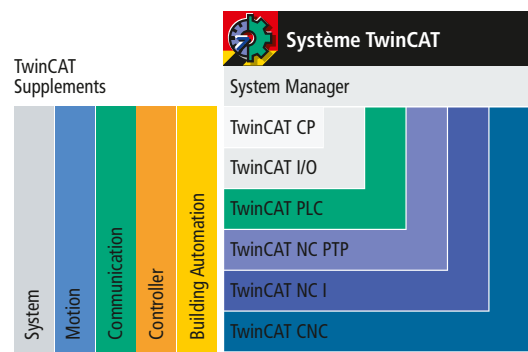 Système TwinCAT
TwinCAT
Supplements
System Manager
TwinCAT CP
TwinCAT I/O
TwinCAT PLC
TwinCAT NC PTP
TwinCAT NC I
TwinCAT CNC
System
Motion
Communication
Controller
Building Automation